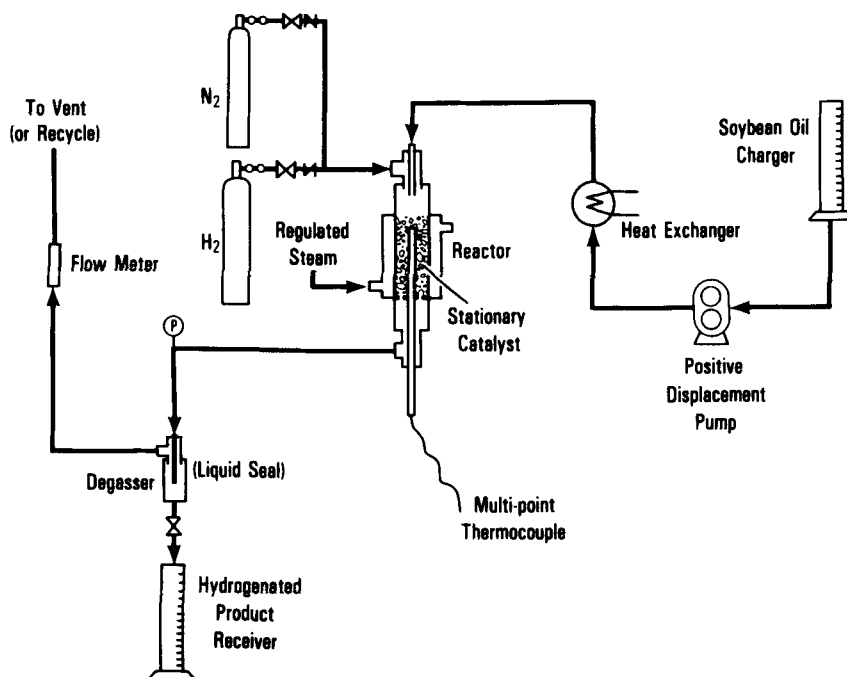 N2
To Vent
(or Recycle)
Soybean Oil
Charger
H2
Regulated
Steam
Reactor
Heat Exchanger
Flow Meter
Stationary
Catalyst
P
Positive
Displacement
Pump
(Liquid Seal)
Degasser
Multi-point
Thermocouple
Hydrogenated
Product
Receiver